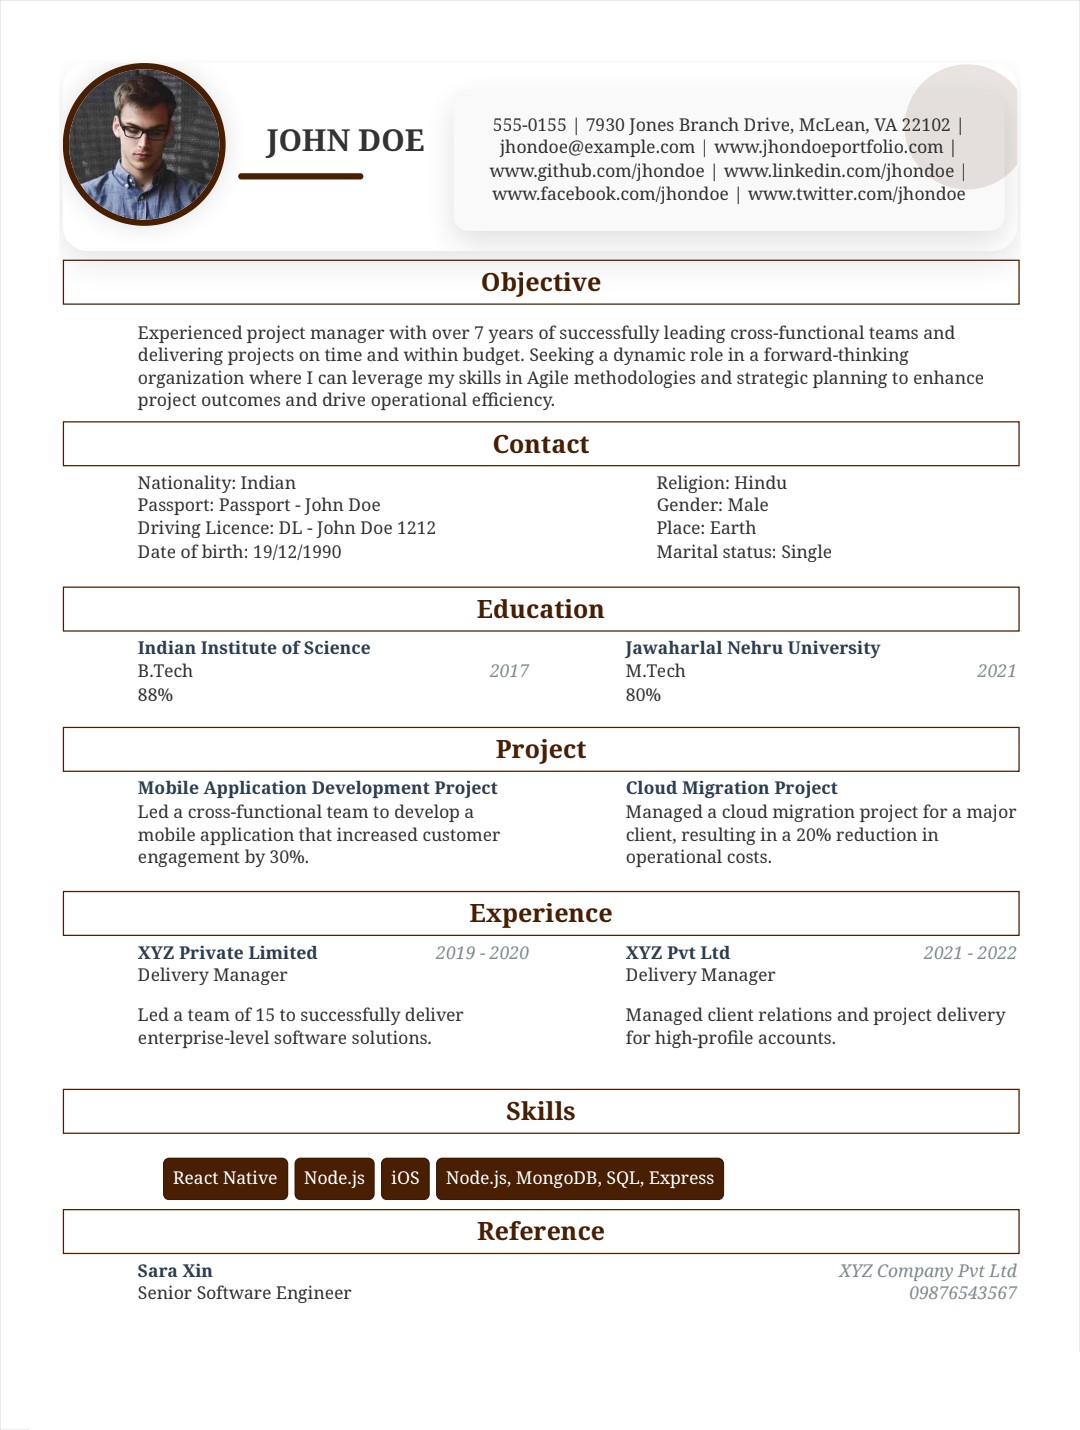 JOHN DOE
555-0155 | 7930 Jones Branch Drive, McLean, VA 22102 |
jhondoe@example.com | www.jhondoeportfolio.com |
www.github.com/jhondoe | www.linkedin.com/jhondoe |
www.facebook.com/jhondoe | www.twitter.com/jhondoe
Objective
Experienced project manager with over 7 years of successfully leading cross-functional teams and
delivering projects on time and within budget. Seeking a dynamic role in a forward-thinking
organization where I can leverage my skills in Agile methodologies and strategic planning to enhance
project outcomes and drive operational efficiency.
Contact
Nationality: Indian
Passport: Passport - John Doe
Driving Licence: DL - John Doe 1212
Date of birth: 19/12/1990
Religion: Hindu
Gender: Male
Place: Earth
Marital status: Single
Education
Indian Institute of Science
B.Tech 2017
88%
Jawaharlal Nehru University
M.Tech 2021
80%
Project
Mobile Application Development Project
Led a cross-functional team to develop a
mobile application that increased customer
engagement by 30%.
Cloud Migration Project
Managed a cloud migration project for a major
client, resulting in a 20% reduction in
operational costs.
Experience
XYZ Private Limited 2019 - 2020
Delivery Manager
Led a team of 15 to successfully deliver
enterprise-level software solutions.
XYZ Pvt Ltd 2021 - 2022
Delivery Manager
Managed client relations and project delivery
for high-profile accounts.
Skills
React Native Node.js iOS Node.js, MongoDB, SQL, Express
Reference
Sara Xin XYZ Company Pvt Ltd
Senior Software Engineer 09876543567